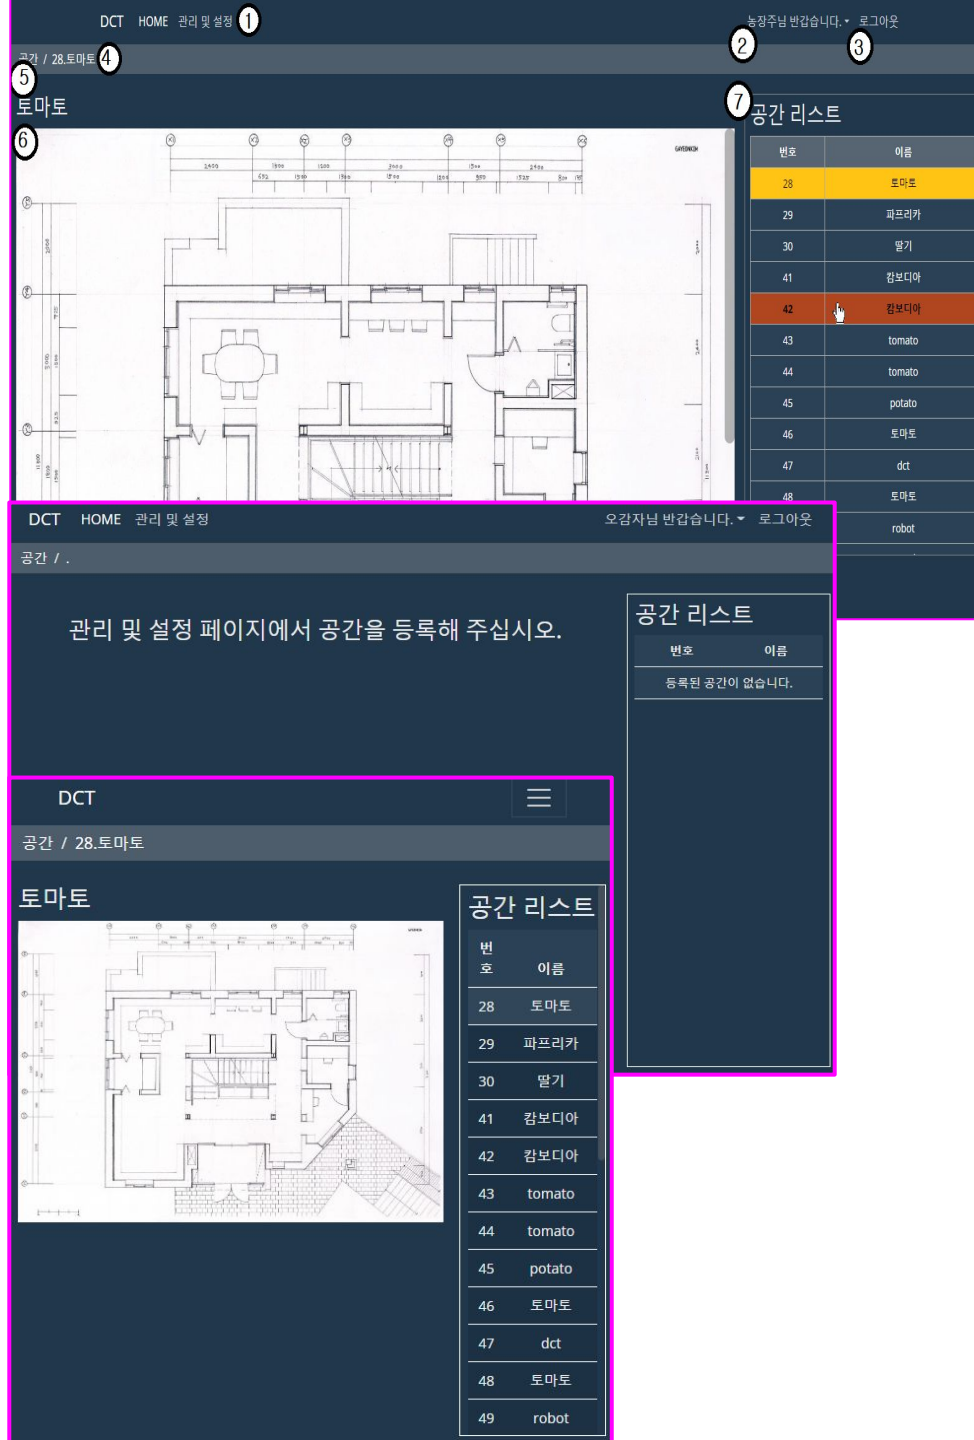 DCT HOME 관리 및 설정 1
농장주님 반갑습니다. 로그아웃
2 3
공간 / 28.토마토 4
5
토마토
6
7
공간 리스트
번호 이름
28 토마토
29 파프리카
30 딸기
41 캄보디아
42 캄보디아
43 tomato
44 tomato
45 potato
46 토마토
47 dct
48 토마토
robot
DCT HOME 관리 및 설정 오감자님 반갑습니다. 로그아웃
공간 / .
관리 및 설정 페이지에서 공간을 등록해 주십시오.
공간 리스트
번호 이름
등록된 공간이 없습니다.
DCT
공간 / 28.토마토
토마토
공간 리스트
번
호 이름
28 토마토
29 파프리카
30 딸기
41 캄보디아
42 캄보디아
43 tomato
44 tomato
45 potato
46 토마토
47 dct
48 토마토
49 robot